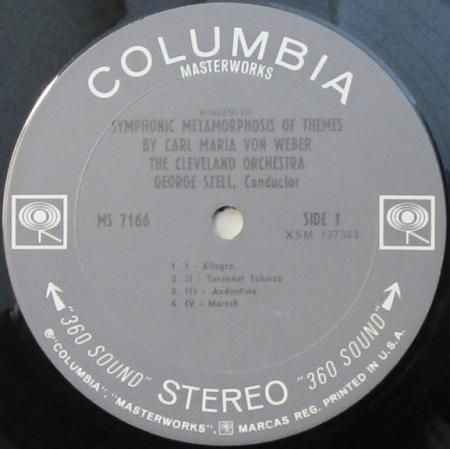 COLUMBIA
MASTERWORKS
HINDEMITH:
SYMPHONIC METAMORPHOSIS OF THEMES
BY CARL MARIA VON WEBER
THE CLEVELAND ORCHESTRA
GEORGE SZELL, Conductor
MS 7166
SIDE 1
XSM 137563
1. I - Allegro
2. II - Turandot Scherzo
3. III - Andantino
4. IV - Marsch
"360 SOUND" STEREO "360 SOUND"
℗"COLUMBIA", "MASTERWORKS", MARCAS REG. PRINTED IN U.S.A.